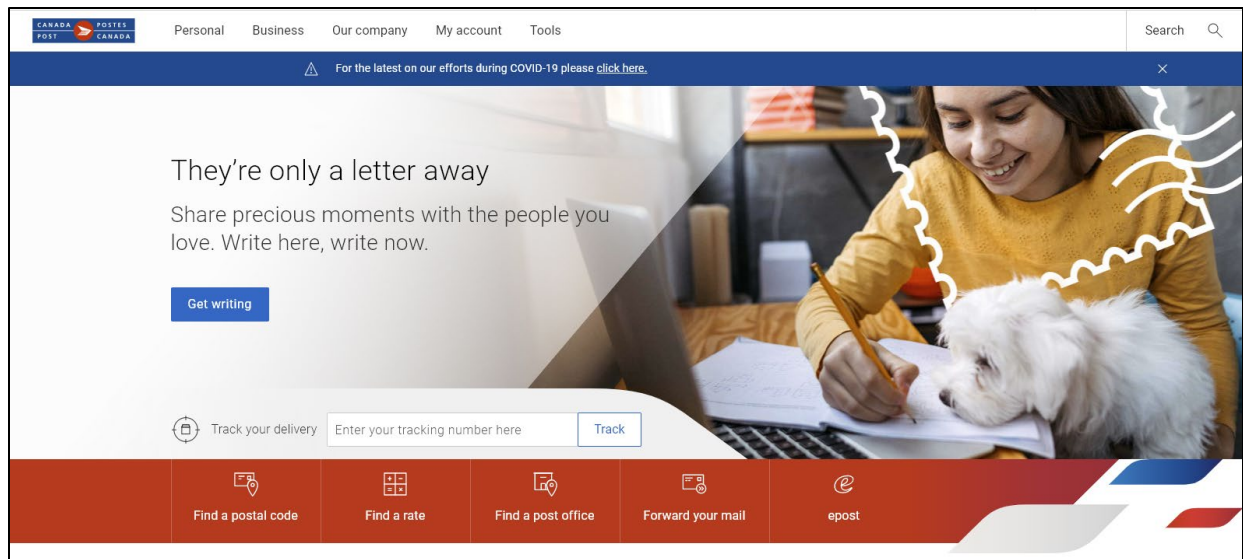 CANADA POSTES
POST CANADA
Personal Business Our company My account Tools Search
For the latest on our efforts during COVID-19 please click here.
They're only a letter away
Share precious moments with the people you
love. Write here, write now.
Get writing
Track your delivery Enter your tracking number here Track
Find a postal code Find a rate Find a post office Forward your mail epost